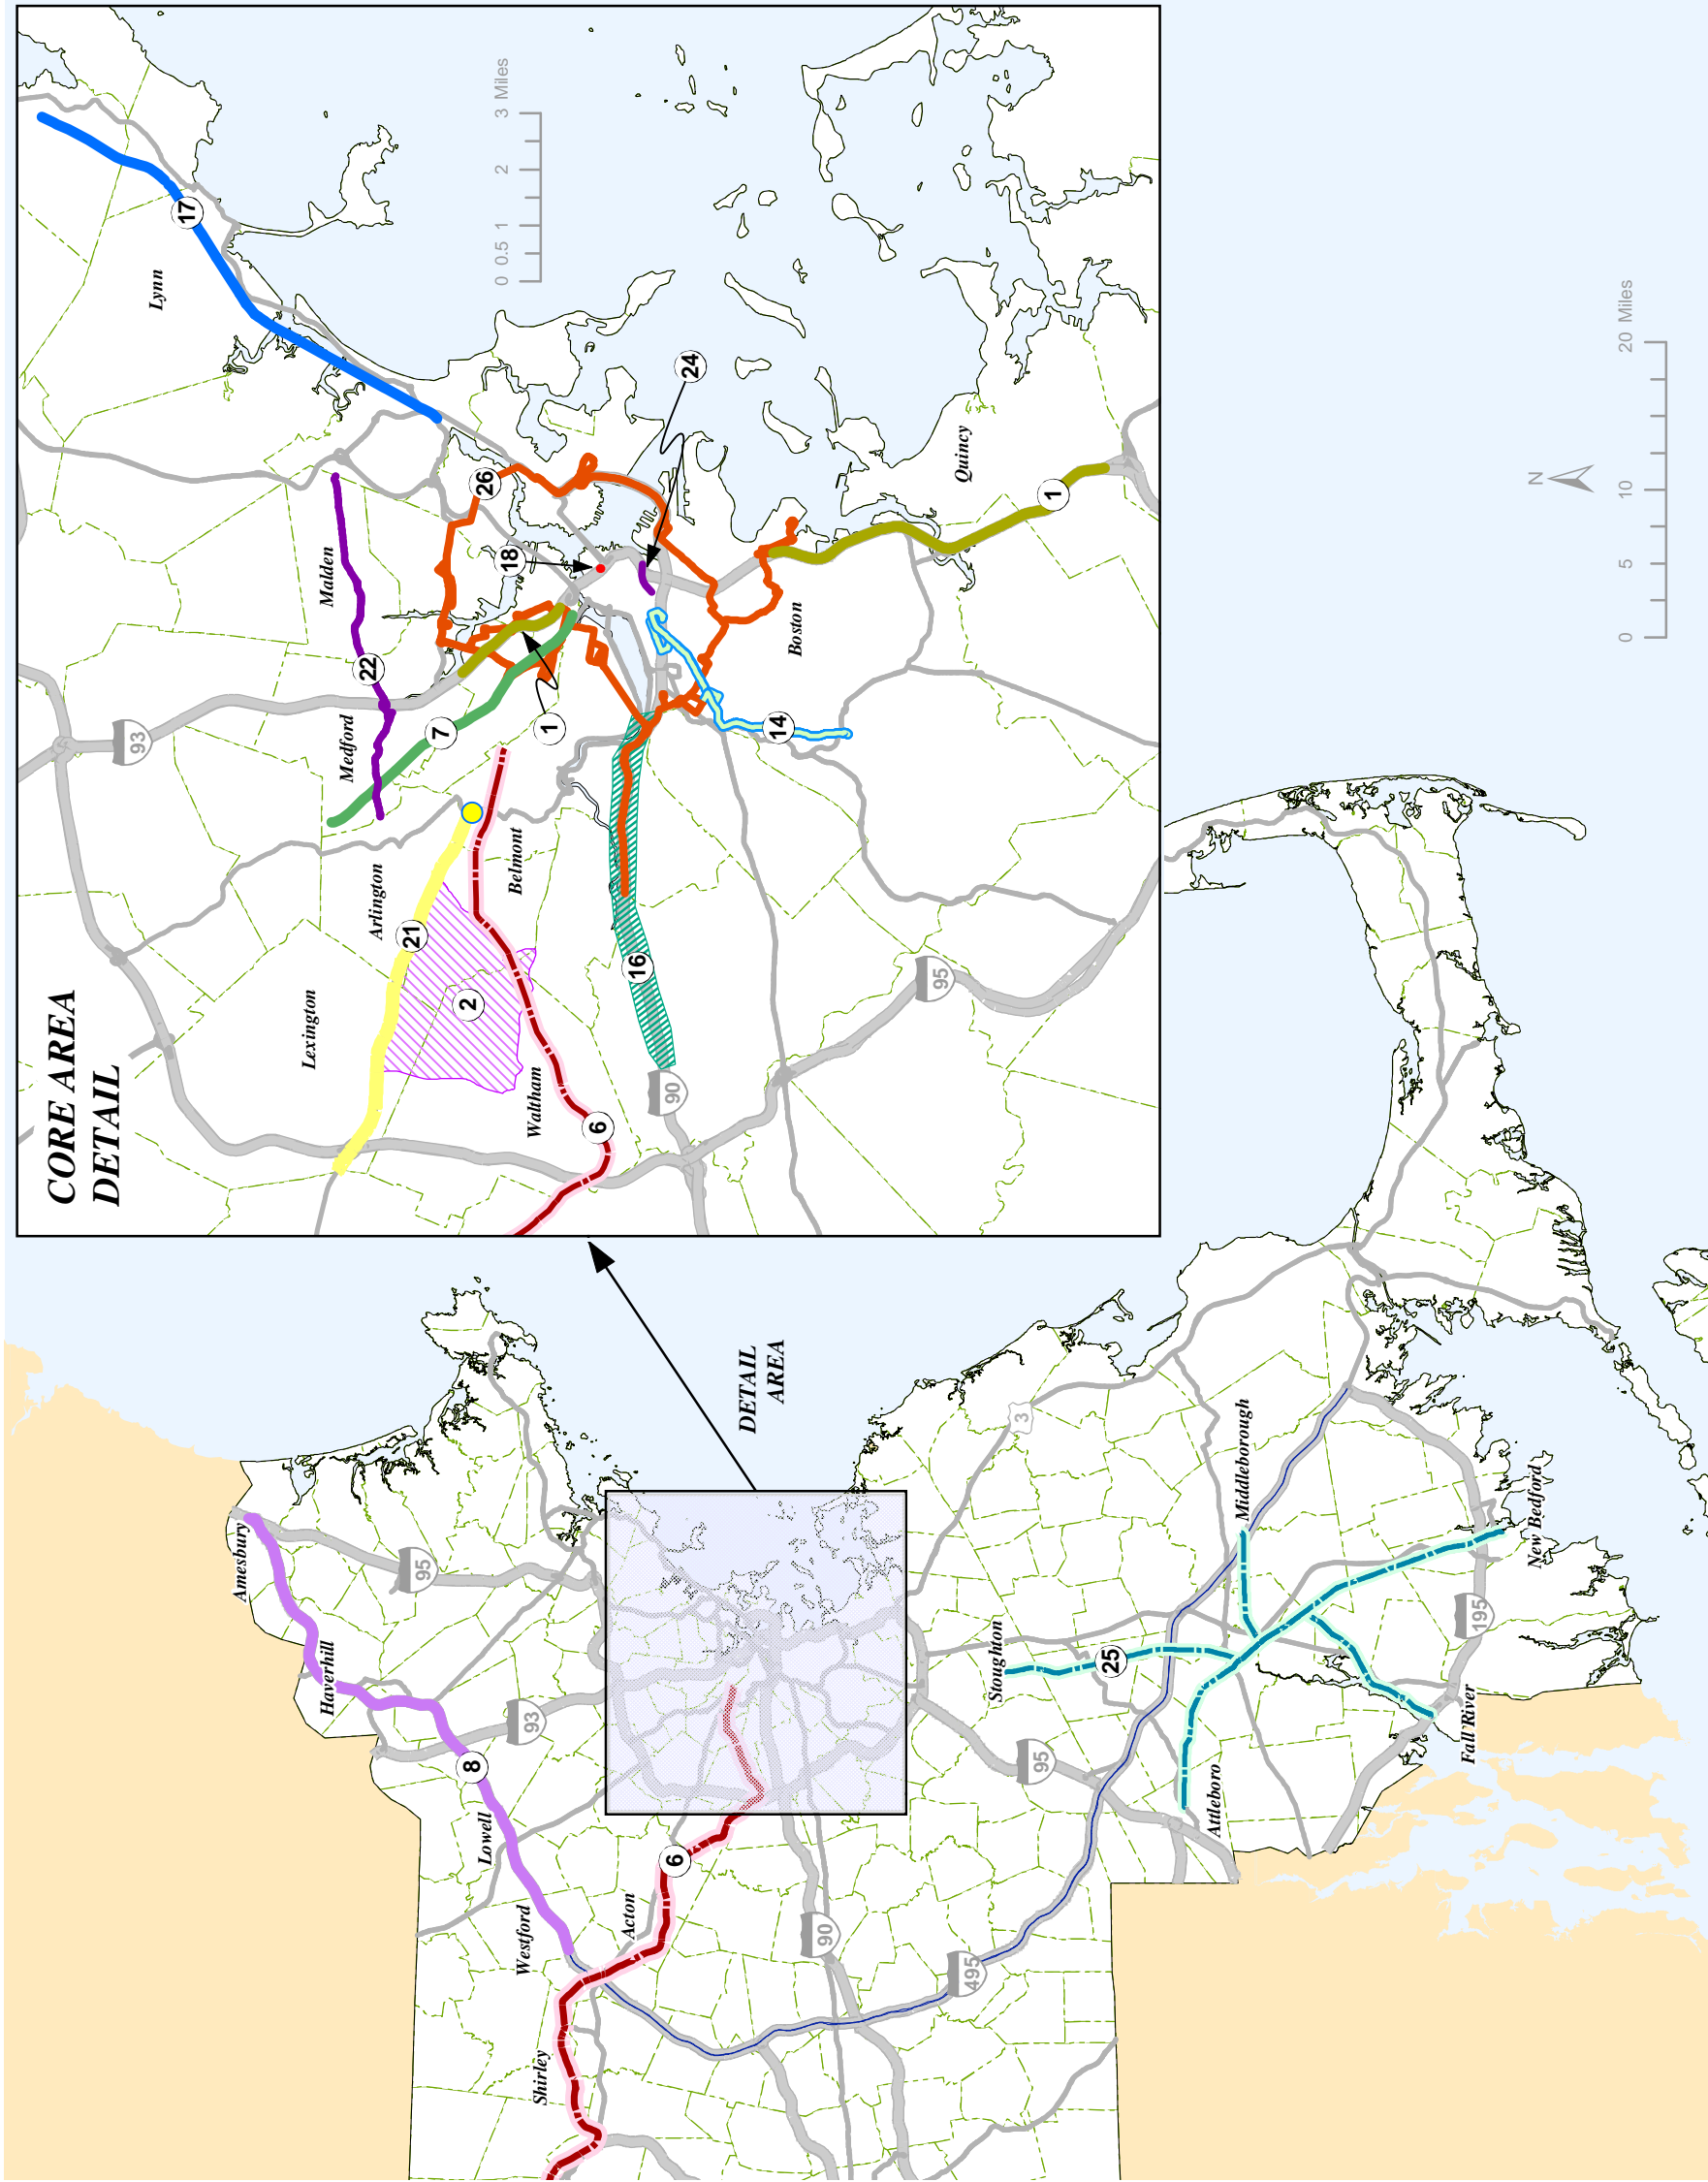 CORE AREA
DETAIL
Lynn
17
0 0.5 1 2 3 Miles
Malden
26
18
24
22
Medford
93
7
1
Quincy
1
Boston
14
Arlington
21
Belmont
Lexington
2
16
95
Waltham
90
6
N
0 5 10 20 Miles
DETAIL
AREA
Amesbury
95
Haverhill
93
8
Lowell
Westford
Acton
6
Shirley
90
495
3
Middleborough
Stoughton
25
New Bedford
195
95
Fall River
Attleboro